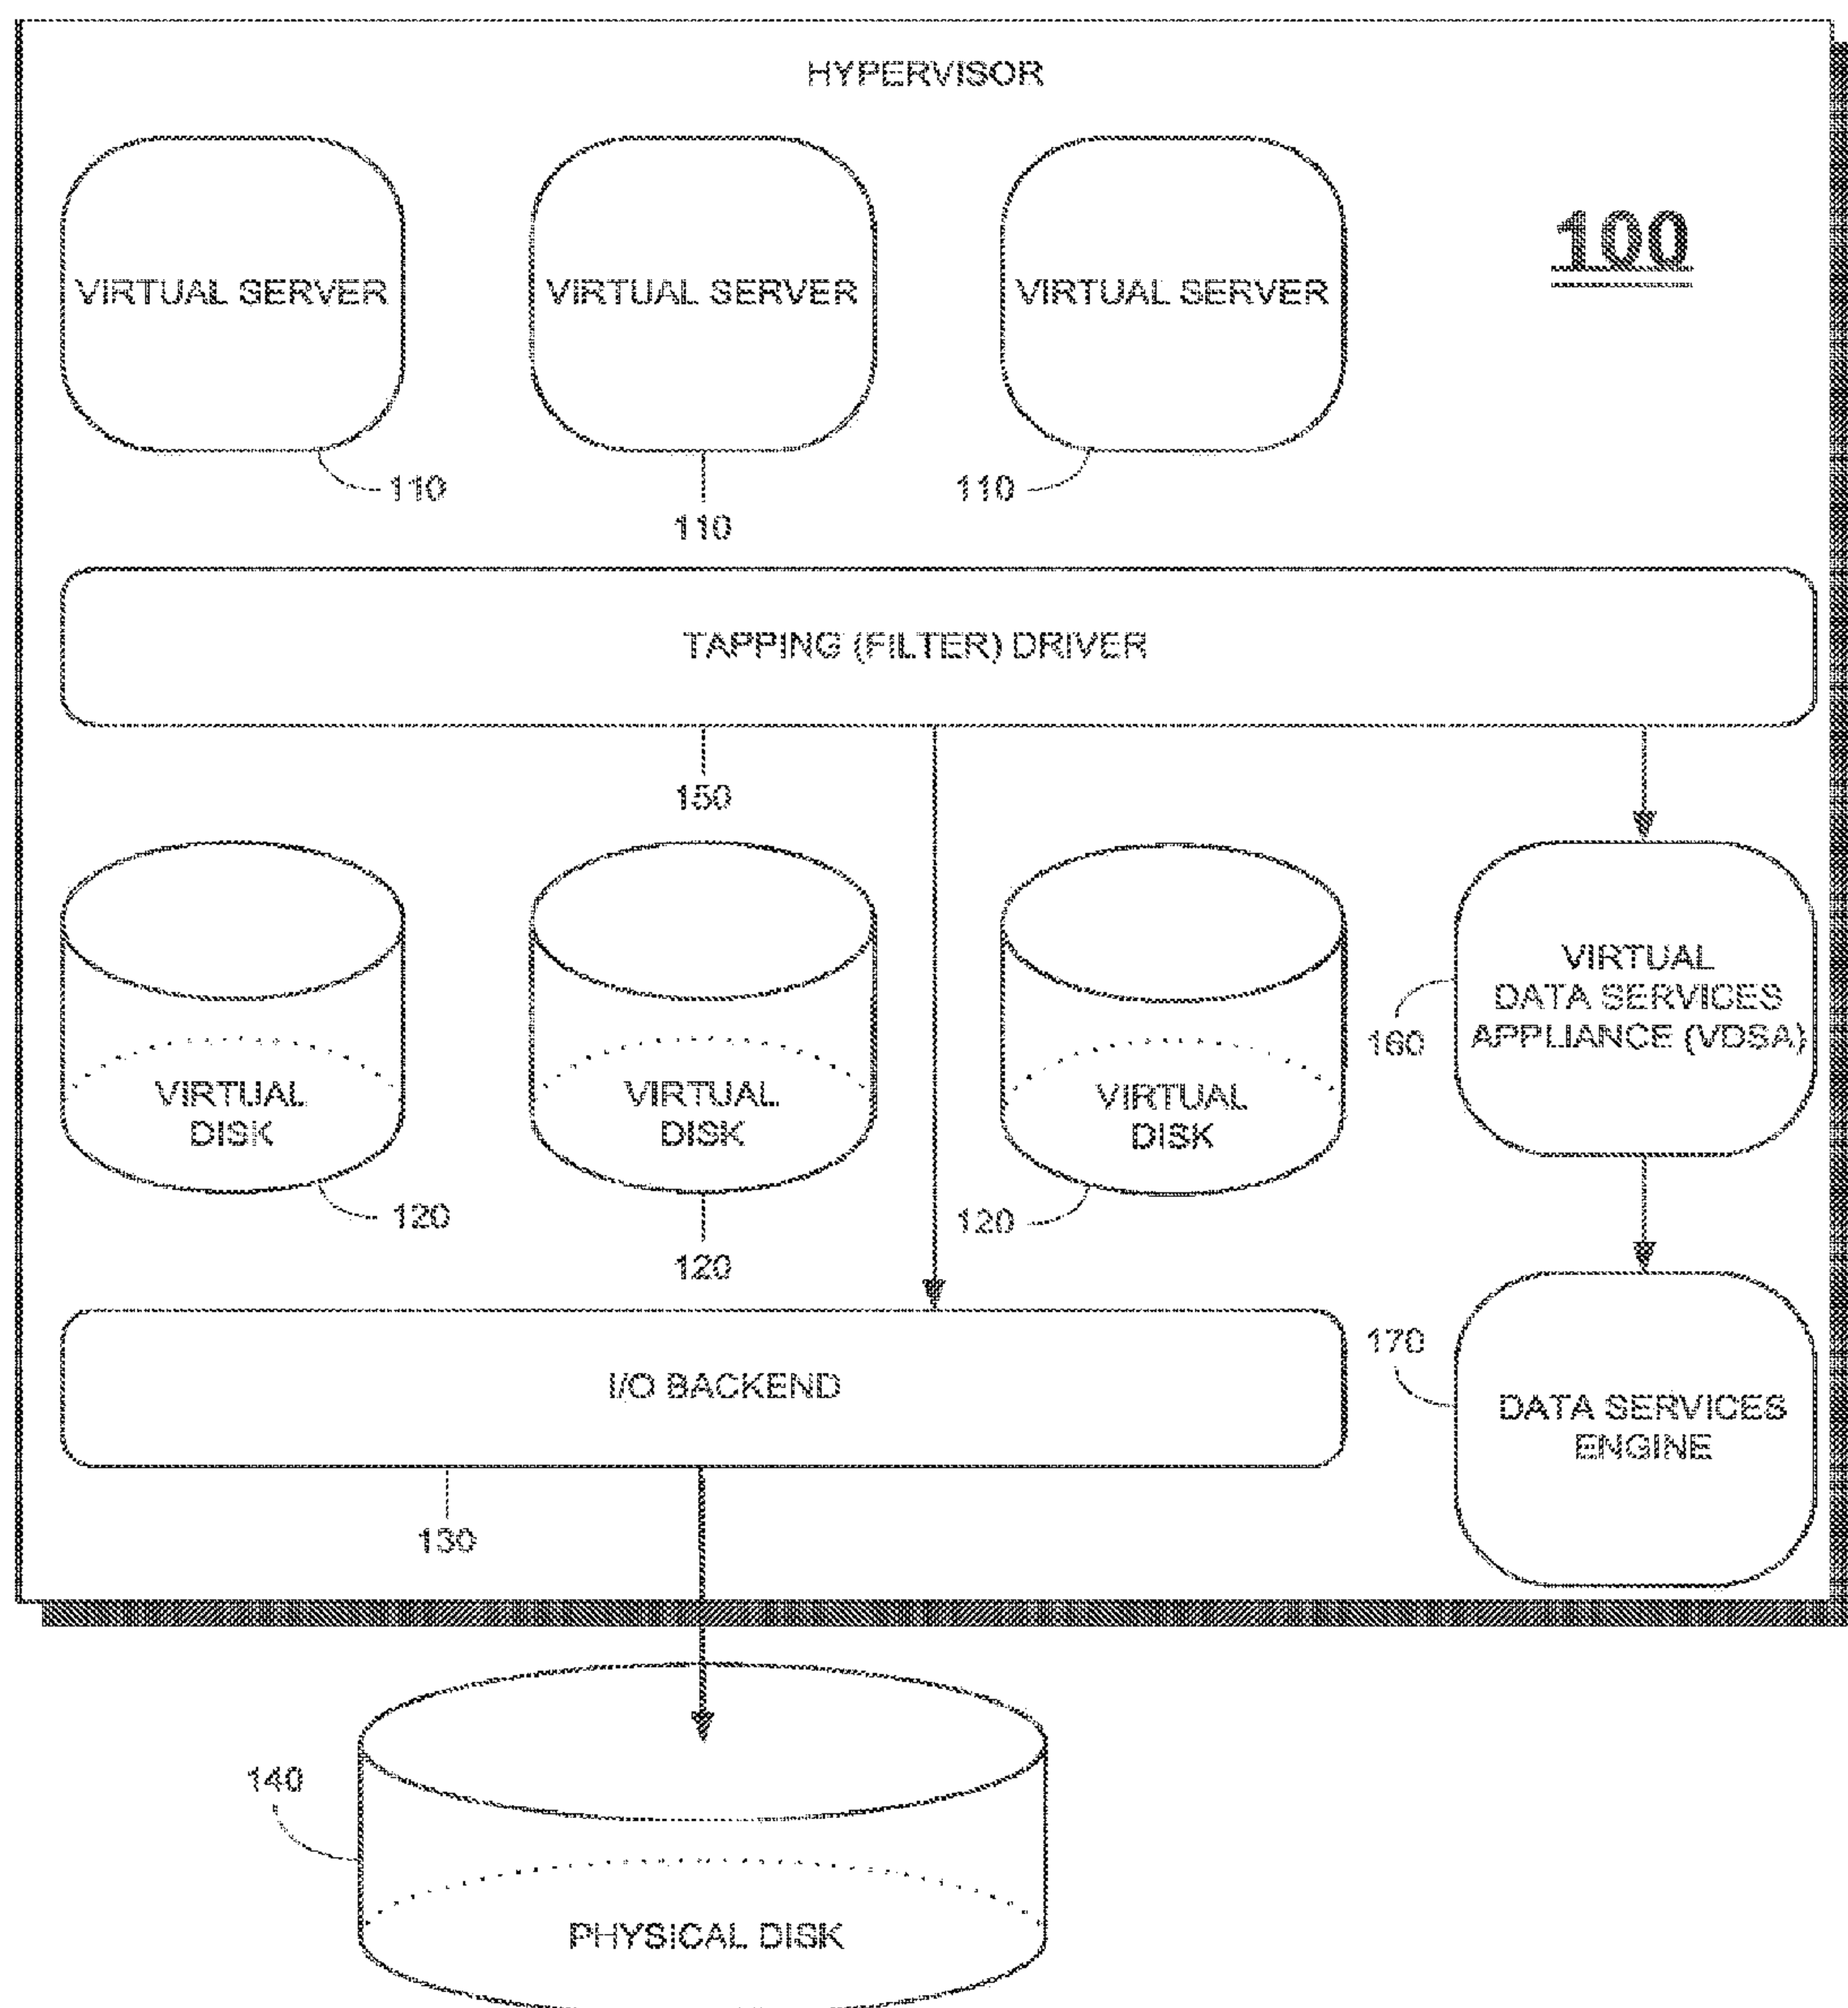 HYPERVISOR
100
VIRTUAL SERVER
VIRTUAL SERVER
VIRTUAL SERVER
110
110
110
TAPPING (FILTER) DRIVER
150
VIRTUAL
DISK
VIRTUAL
DISK
VIRTUAL
DISK
160
VIRTUAL
DATA SERVICES
APPLIANCE (VDSA)
120
120
120
I/O BACKEND
130
170
DATA SERVICES
ENGINE
140
PHYSICAL DISK